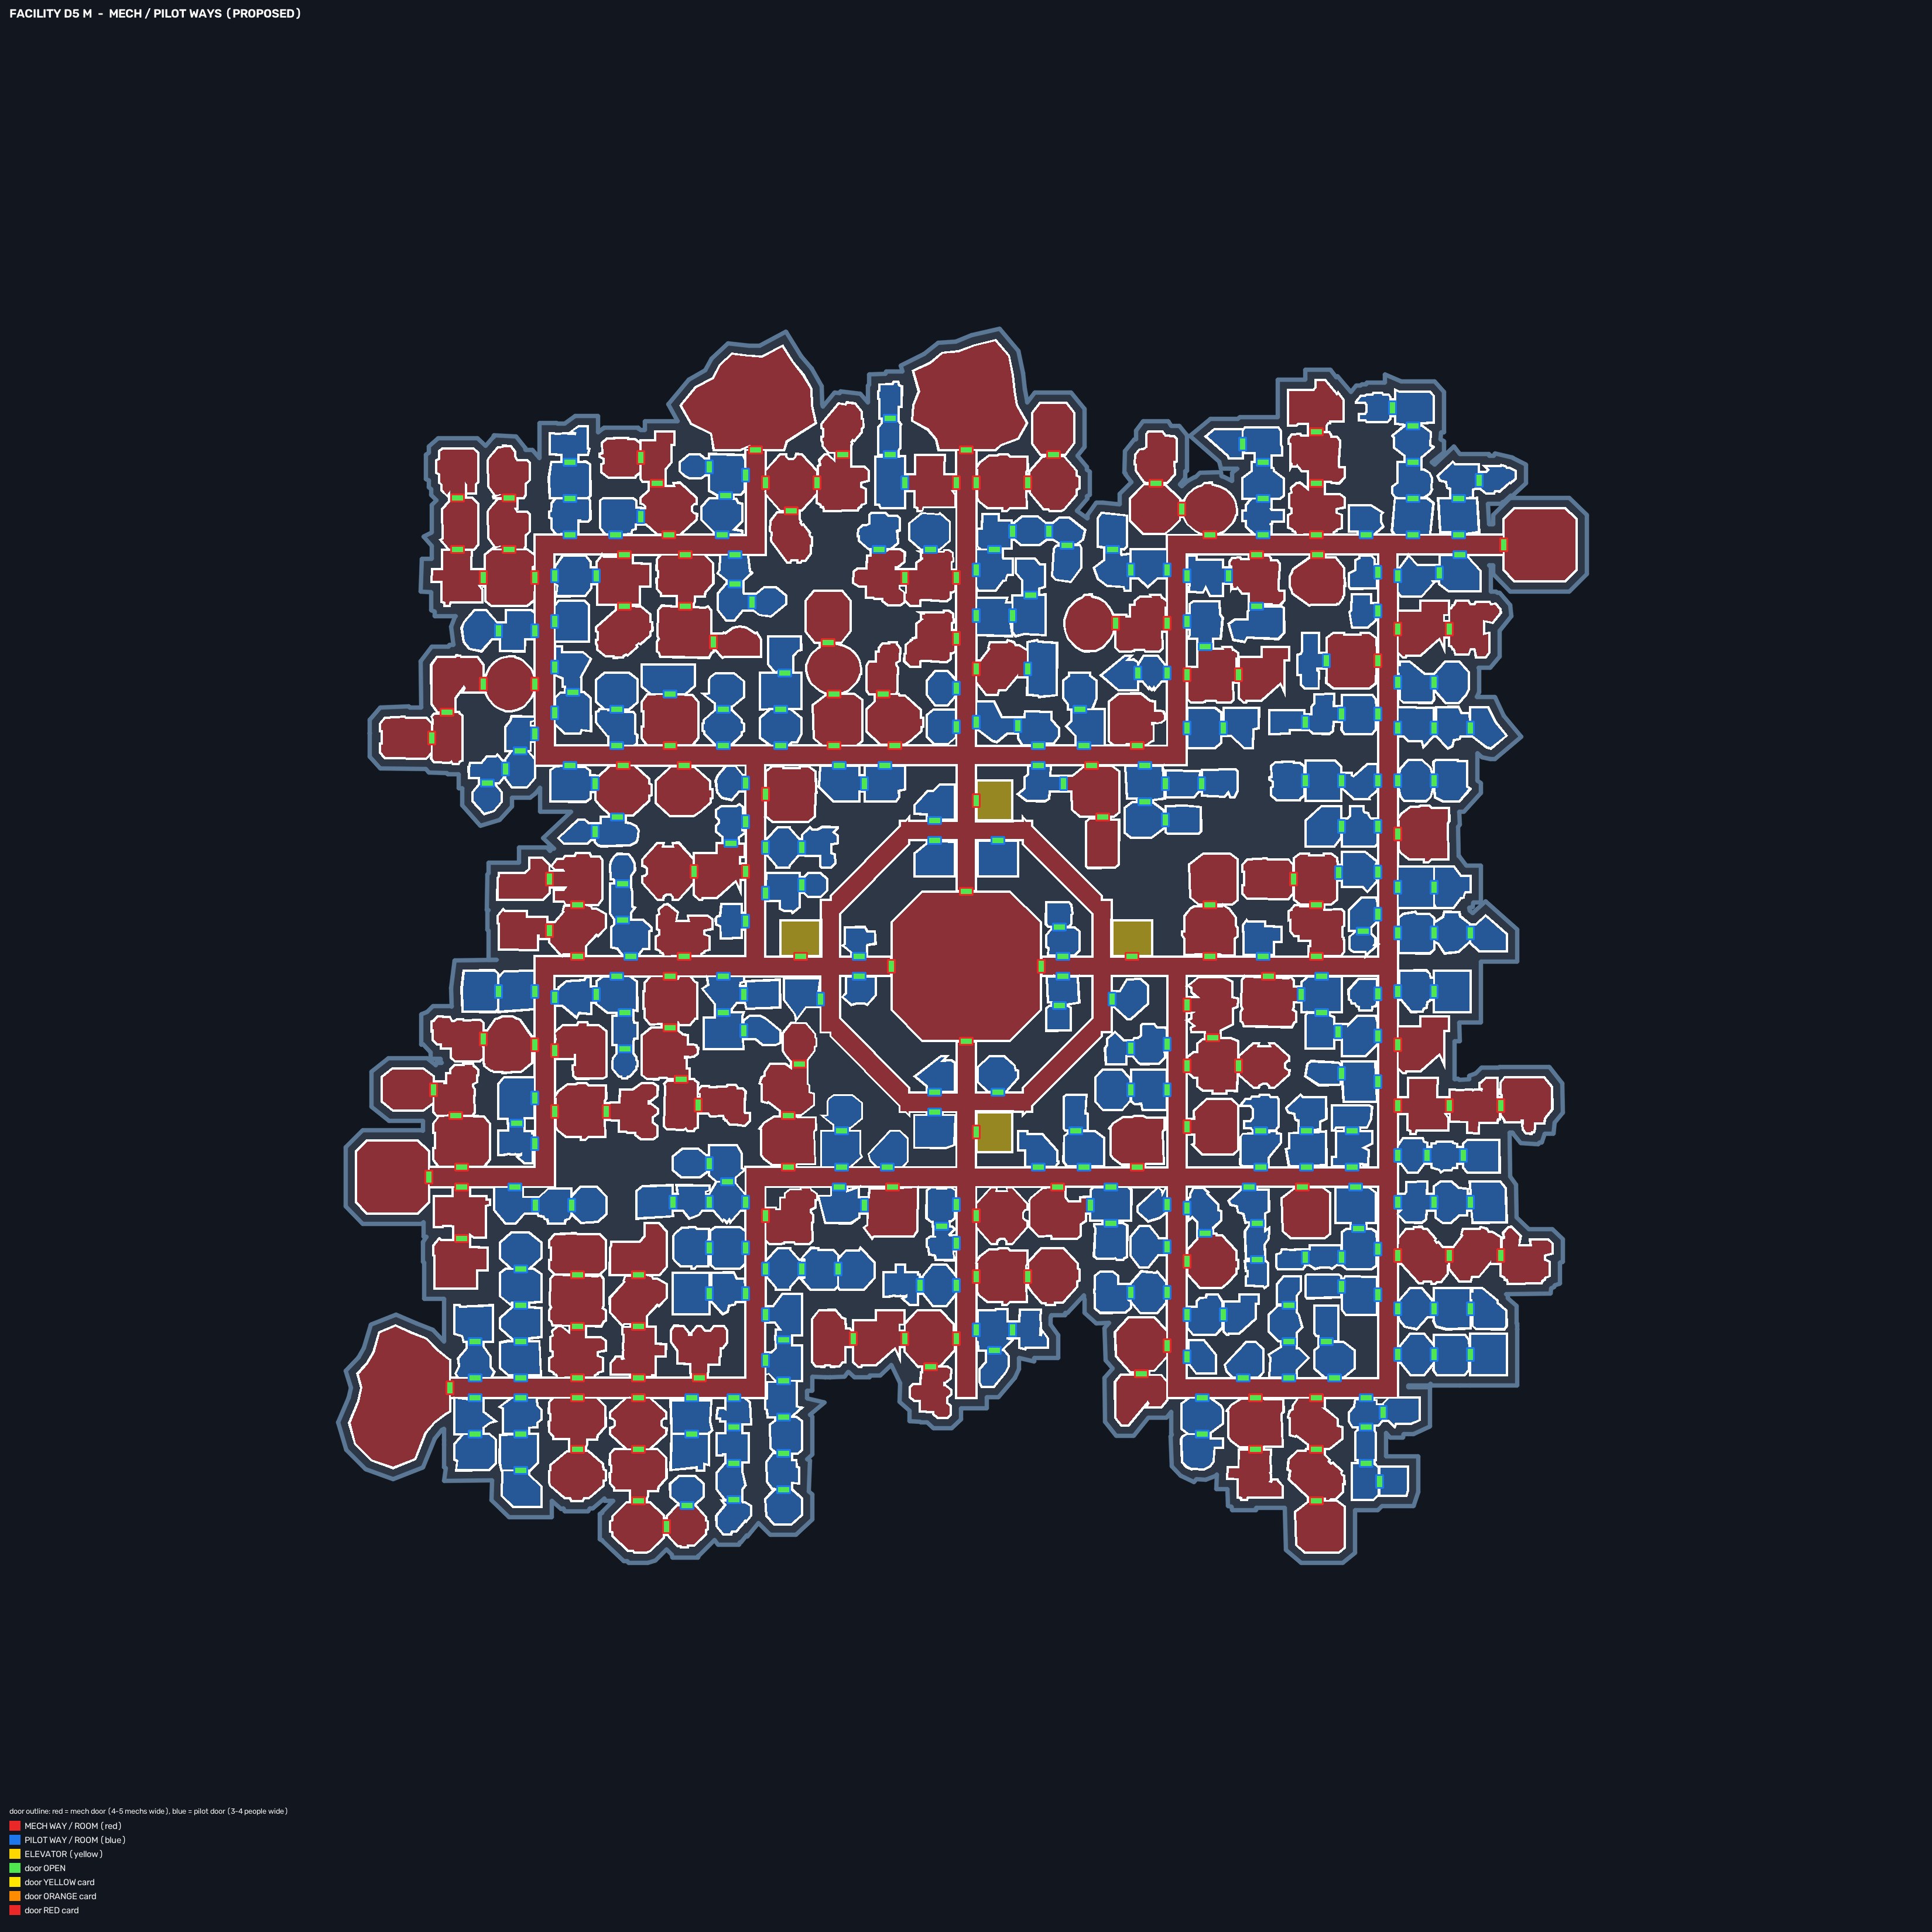 FACILITY D5 M - MECH / PILOT WAYS (PROPOSED)
door outline: red = mech door (4-5 mechs wide), blue = pilot door (3-4 people wide)
MECH WAY / ROOM (red)
PILOT WAY / ROOM (blue)
ELEVATOR (yellow)
door OPEN
door YELLOW card
door ORANGE card
door RED card